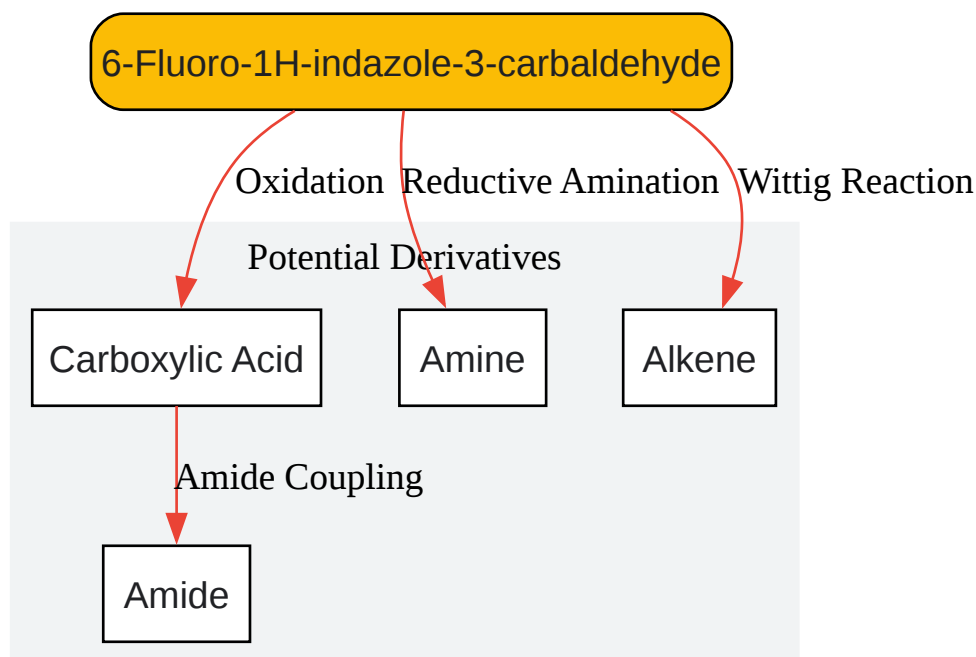 6-Fluoro-1H-indazole-3-carbaldehyde
Oxidation Reductive Amination Wittig Reaction
Potential Derivatives
Carboxylic Acid Amine Alkene
Amide Coupling
Amide